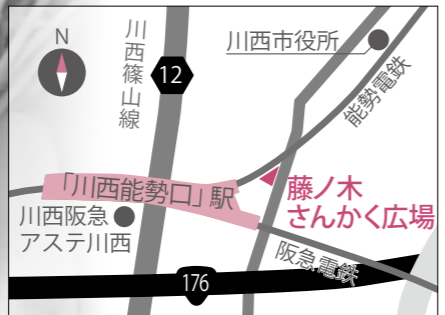 N
川西篠山線
12
川西市役所
能勢電鉄
「川西能勢口」駅
藤ノ木
さんかく広場
川西阪急
アステ川西
阪急電鉄
176